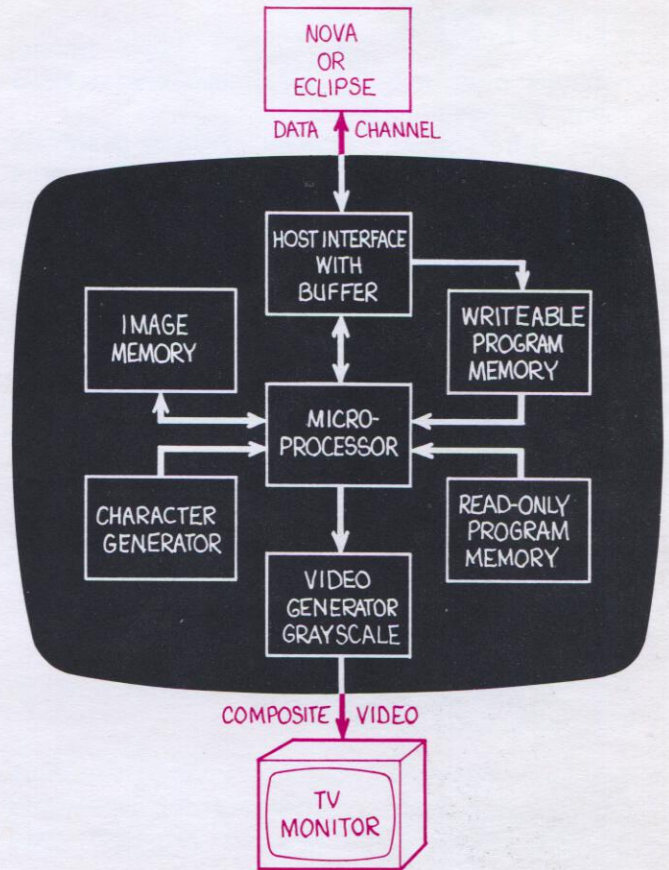 NOVA
OR
ECLIPSE
DATA CHANNEL
HOST INTERFACE
WITH
BUFFER
IMAGE
MEMORY
WRITEABLE
PROGRAM
MEMORY
MICRO-
PROCESSOR
CHARACTER
GENERATOR
READ-ONLY
PROGRAM
MEMORY
VIDEO
GENERATOR
GRAYSCALE
COMPOSITE VIDEO
TV
MONITOR